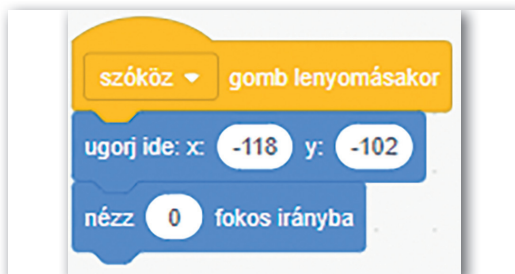 szóköz gomb lenyomásakor
ugorj ide: x: -118 y: -102
nézz 0 fokos irányba